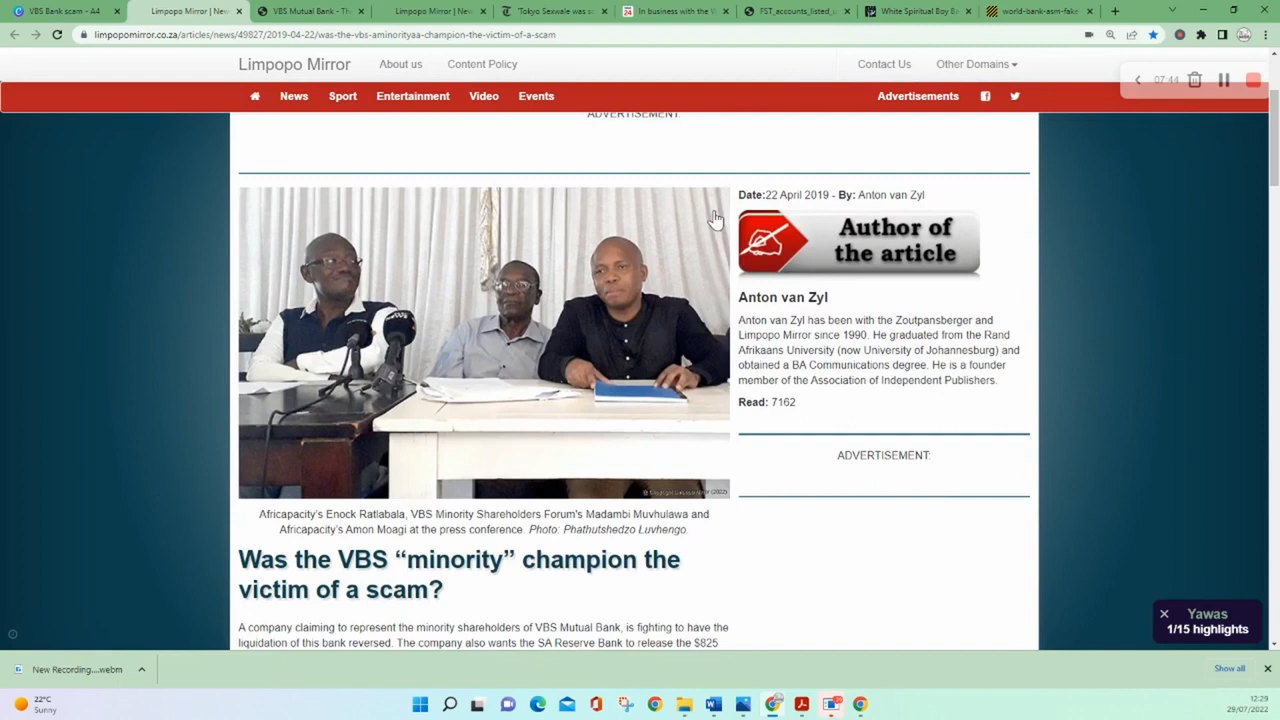 VBS Bank scam - A4
Limpopo Mirror | New
VBS Mutual Bank - Th
Limpopo Mirror | New
Tokyo Sexwale was s
In business with the V
FST_accounts_listed_u
White Spiritual Boy B
world-bank-asm-fake
limpopomirror.co.za/articles/news/49827/2019-04-22/was-the-vbs-aminorityaa-champion-the-victim-of-a-scam
Limpopo Mirror
About us
Content Policy
Contact Us
Other Domains
07:44
News
Sport
Entertainment
Video
Events
Advertisements
ADVERTISEMENT:
Date:22 April 2019 - By: Anton van Zyl
Author of
the article
Anton van Zyl
Anton van Zyl has been with the Zoutpansberger and
Limpopo Mirror since 1990. He graduated from the Rand
Afrikaans University (now University of Johannesburg) and
obtained a BA Communications degree. He is a founder
member of the Association of Independent Publishers.
Read: 7162
ADVERTISEMENT:
Africapacity's Enock Ratlabala, VBS Minority Shareholders Forum's Madambi Muvhulawa and
Africapacity's Amon Moagi at the press conference. Photo: Phathutshedzo Luvhengo.
Was the VBS “minority” champion the
victim of a scam?
A company claiming to represent the minority shareholders of VBS Mutual Bank, is fighting to have the
liquidation of this bank reversed. The company also wants the SA Reserve Bank to release the $825
Yawas
1/15 highlights
New Recording....webm
Show all
22°C
Sunny
12:29
29/07/2022